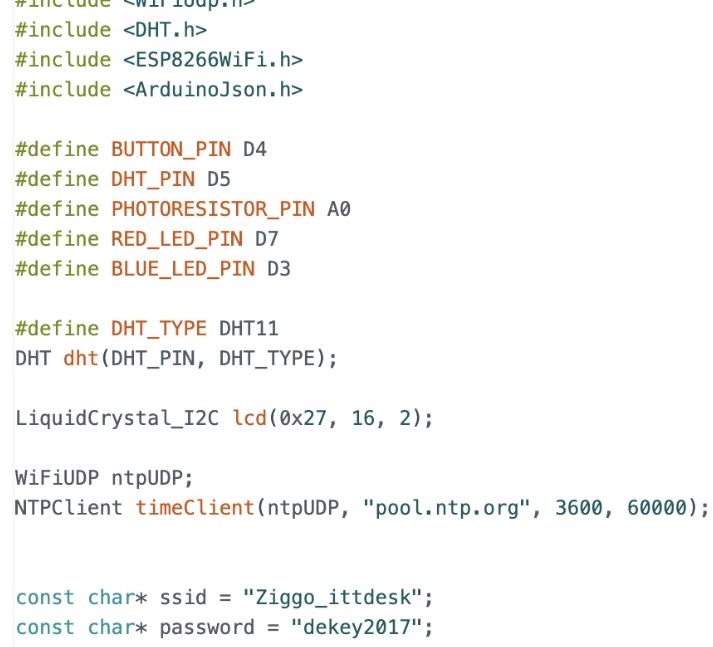 #include <WiFiUdp.h>
#include <DHT.h>
#include <ESP8266WiFi.h>
#include <ArduinoJson.h>
#define BUTTON_PIN D4
#define DHT_PIN D5
#define PHOTORESISTOR_PIN A0
#define RED_LED_PIN D7
#define BLUE_LED_PIN D3
#define DHT_TYPE DHT11
DHT dht(DHT_PIN, DHT_TYPE);
LiquidCrystal_I2C lcd(0x27, 16, 2);
WiFiUDP ntpUDP;
NTPClient timeClient(ntpUDP, "pool.ntp.org", 3600, 60000);
const char* ssid = "Ziggo_ittdesk";
const char* password = "dekey2017";